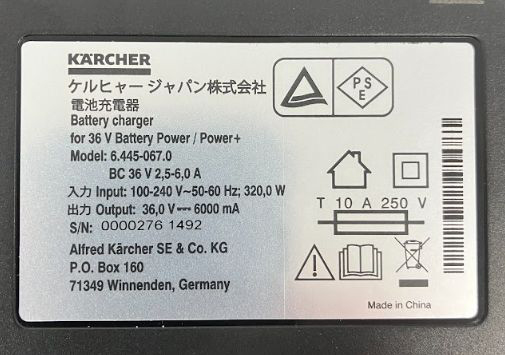 KÄRCHER
ケルヒャー ジャパン株式会社
電池充電器
Battery charger
for 36 V Battery Power / Power+
Model: 6.445-067.0
BC 36 V 2,5-6,0 A
入力 Input: 100-240 V~50-60 Hz; 320,0 W
出力 Output: 36,0 V⎓ 6000 mA
S/N: 0000276 1492
Alfred Kärcher SE & Co. KG
P.O. Box 160
71349 Winnenden, Germany
PS
E
T 10 A 250 V
Made in China